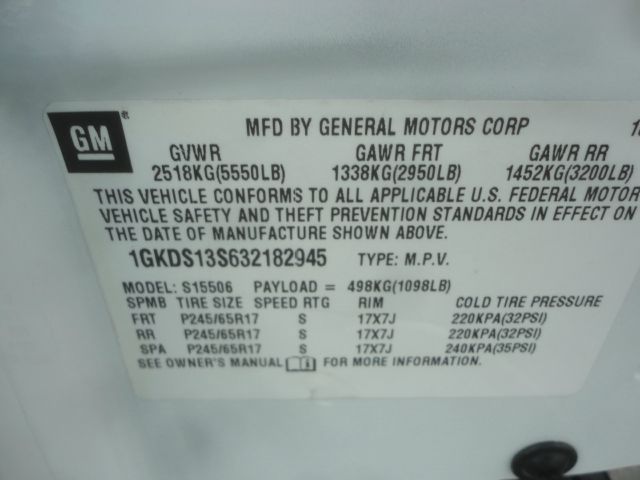 GM®
MFD BY GENERAL MOTORS CORP
GVWR GAWR FRT GAWR RR
2518KG(5550LB) 1338KG(2950LB) 1452KG(3200LB)
THIS VEHICLE CONFORMS TO ALL APPLICABLE U.S. FEDERAL MOTOR
VEHICLE SAFETY AND THEFT PREVENTION STANDARDS IN EFFECT ON
THE DATE OF MANUFACTURE SHOWN ABOVE.
1GKDS13S632182945 TYPE: M.P.V.
MODEL: S15506 PAYLOAD = 498KG(1098LB)
SPMB TIRE SIZE SPEED RTG RIM COLD TIRE PRESSURE
FRT P245/65R17 S 17X7J 220KPA(32PSI)
RR P245/65R17 S 17X7J 220KPA(32PSI)
SPA P245/65R17 S 17X7J 240KPA(35PSI)
SEE OWNER'S MANUAL FOR MORE INFORMATION.